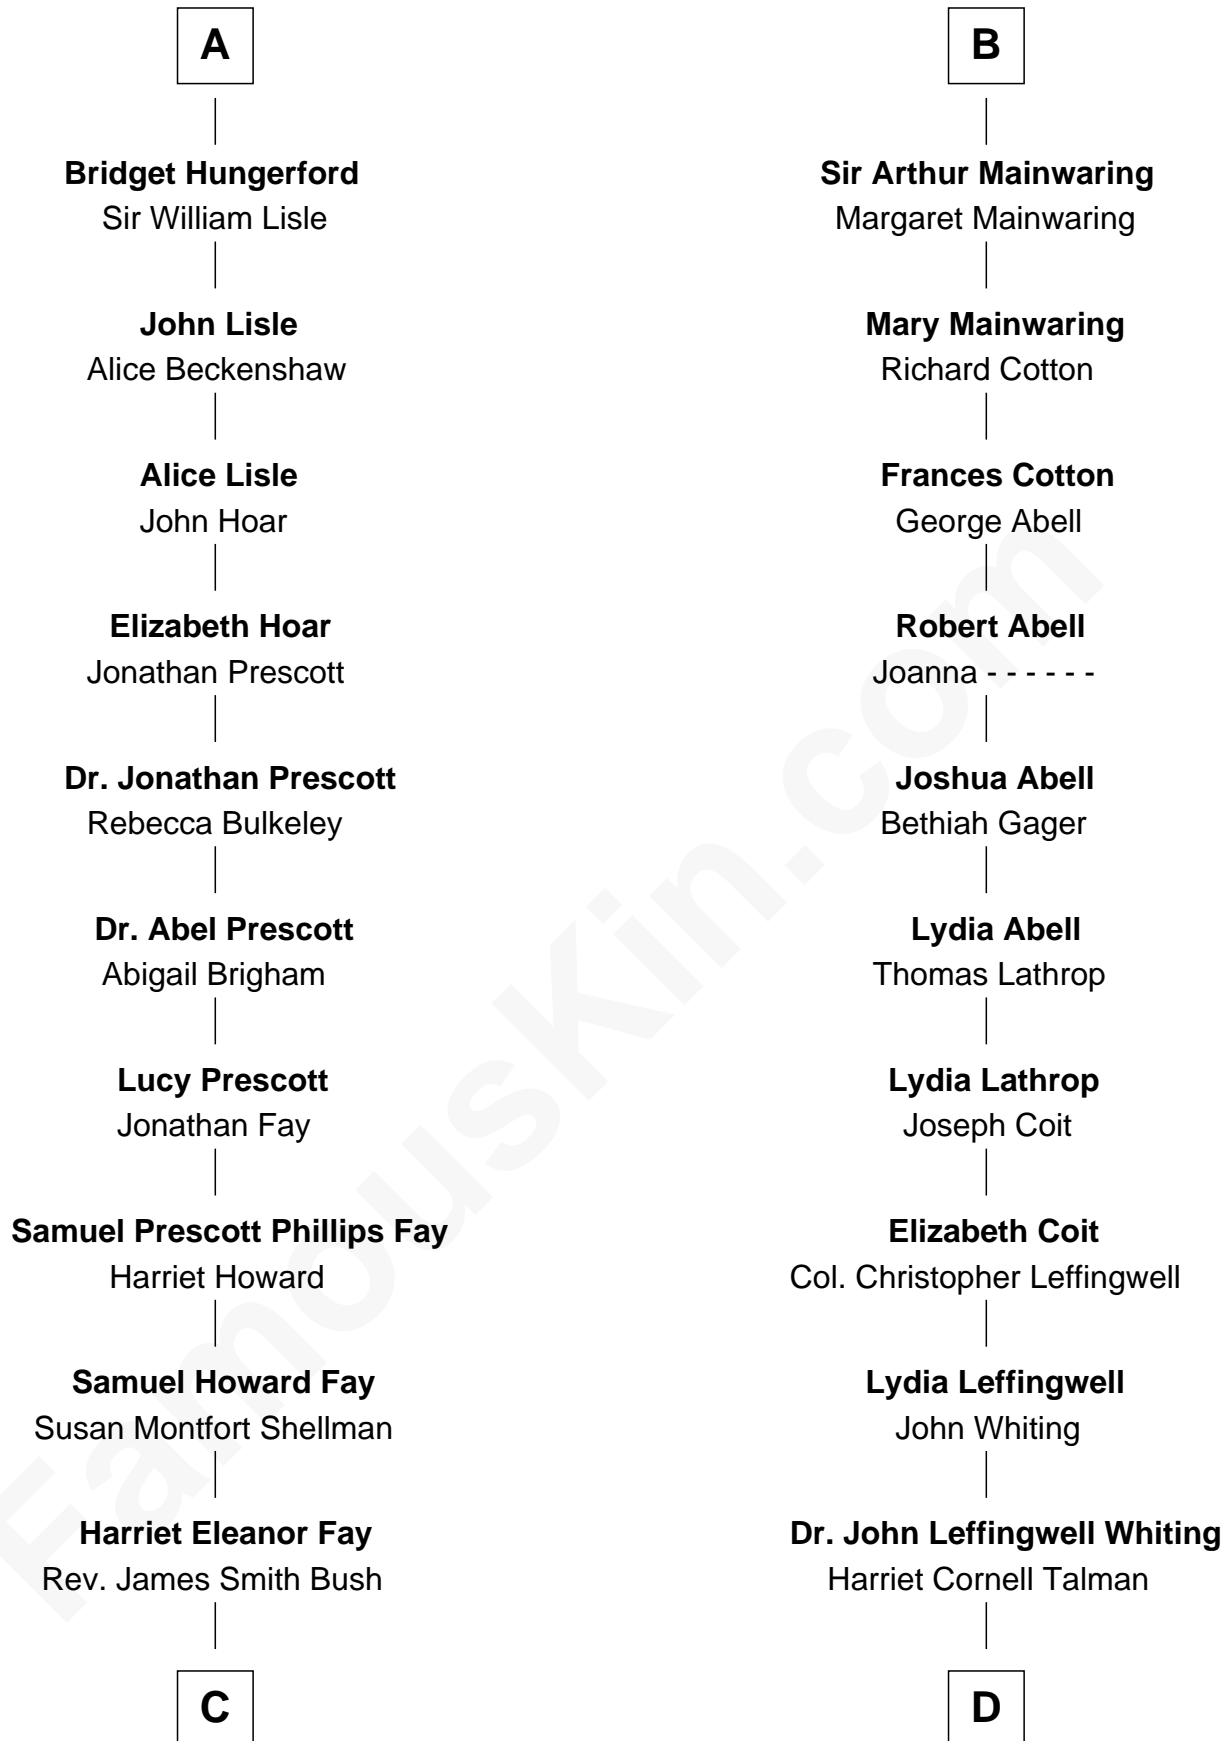 A
Bridget Hungerford
Sir William Lisle
John Lisle
Alice Beckenshaw
Alice Lisle
John Hoar
Elizabeth Hoar
Jonathan Prescott
Dr. Jonathan Prescott
Rebecca Bulkeley
Dr. Abel Prescott
Abigail Brigham
Lucy Prescott
Jonathan Fay
Samuel Prescott Phillips Fay
Harriet Howard
Samuel Howard Fay
Susan Montfort Shellman
Harriet Eleanor Fay
Rev. James Smith Bush
C
B
Sir Arthur Mainwaring
Margaret Mainwaring
Mary Mainwaring
Richard Cotton
Frances Cotton
George Abell
Robert Abell
Joanna - - - - - -
Joshua Abell
Bethiah Gager
Lydia Abell
Thomas Lathrop
Lydia Lathrop
Joseph Coit
Elizabeth Coit
Col. Christopher Leffingwell
Lydia Leffingwell
John Whiting
Dr. John Leffingwell Whiting
Harriet Cornell Talman
D
FamousKin.com